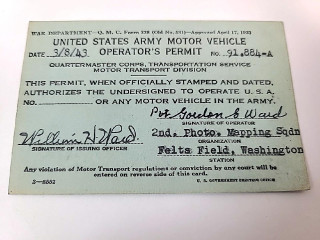 WAR DEPARTMENT—Q. M. C. Form 228 (Old No. 231)—Approved April 17, 1923
UNITED STATES ARMY MOTOR VEHICLE
DATE 3/8/43 OPERATOR'S PERMIT NO. 91,884-A
QUARTERMASTER CORPS, TRANSPORTATION SERVICE
MOTOR TRANSPORT DIVISION
THIS PERMIT, WHEN OFFICIALLY STAMPED AND DATED,
AUTHORIZES THE UNDERSIGNED TO OPERATE U. S. A.
NO. OR ANY MOTOR VEHICLE IN THE ARMY.
Pvt Gordon E Ward
SIGNATURE OF OPERATOR
William H Ward. 2nd. Photo. Mapping Sqdn
SIGNATURE OF ISSUING OFFICER ORGANIZATION
Felts Field, Washington
STATION
Any violation of Motor Transport regulations or conviction by any court will be
entered on reverse side of this card.
3—8882 U. S. GOVERNMENT PRINTING OFFICE